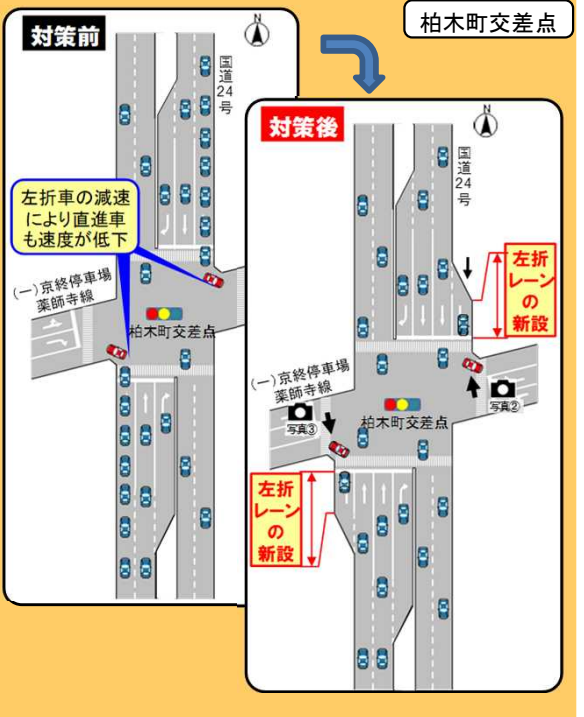 柏木町交差点
対策前
N
国道24号
左折車の減速
により直進車
も速度が低下
(一)京終停車場
薬師寺線
柏木町交差点
対策後
N
国道24号
左折
レーン
の
新設
(一)京終停車場
薬師寺線
写真③
写真②
柏木町交差点
左折
レーン
の
新設